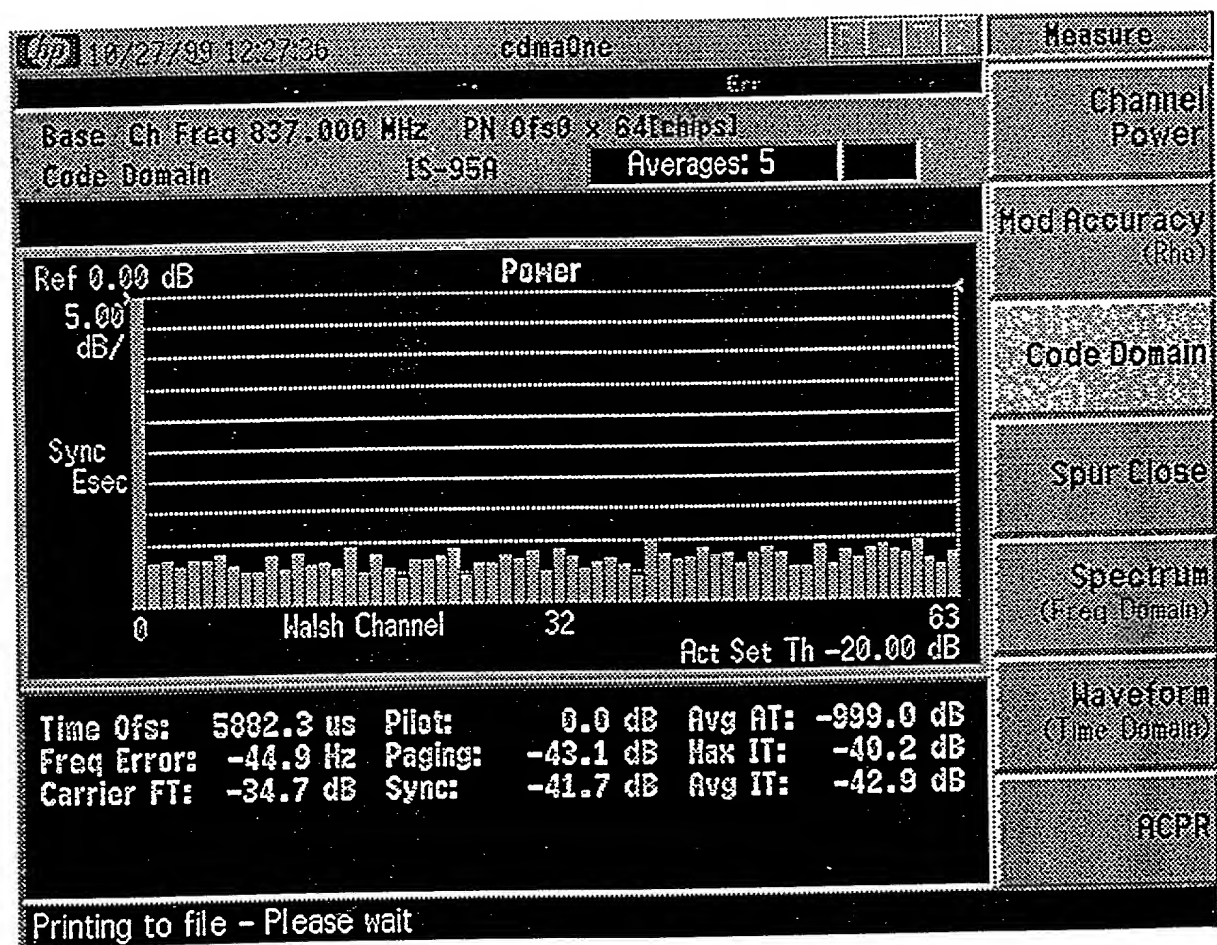 hp 10/27/99 12:27:36 cdmaOne
Measure
Err
Base Ch Freq 837.000 MHz PN Ofs0 x 64[chips]
Code Domain IS-95A Averages: 5
Ref 0.00 dB Power
5.00
dB/
Sync
Esec
0 Walsh Channel 32 63
Act Set Th -20.00 dB
Time Ofs: 5882.3 us Pilot: 0.0 dB Avg AT: -999.0 dB
Freq Error: -44.9 Hz Paging: -43.1 dB Max IT: -40.2 dB
Carrier FT: -34.7 dB Sync: -41.7 dB Avg IT: -42.9 dB
Printing to file - Please wait
Channel
Power
Mod Accuracy
(Rho)
Code Domain
Spur Close
Spectrum
(Freq Domain)
Waveform
(Time Domain)
ACPR